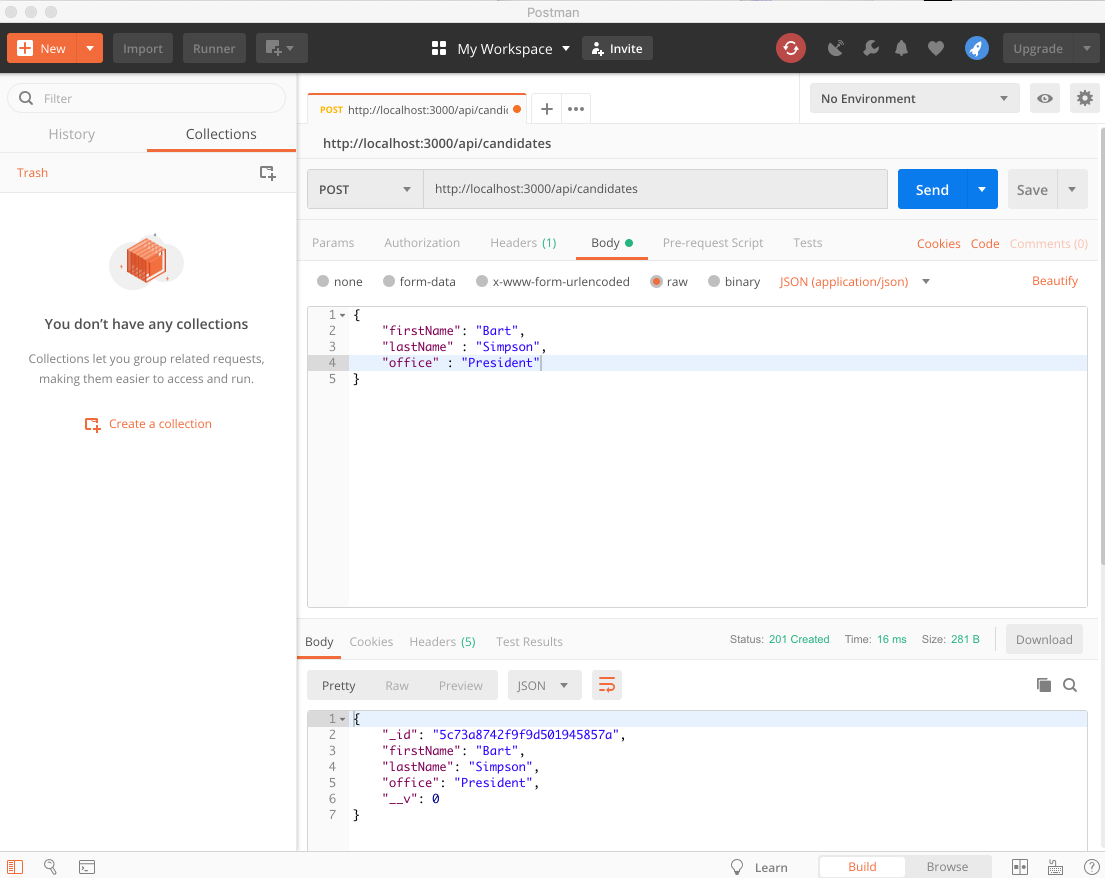 Postman
New Import Runner My Workspace Invite Upgrade
Filter
History Collections
Trash
You don’t have any collections
Collections let you group related requests,
making them easier to access and run.
Create a collection
POST http://localhost:3000/api/candi
No Environment
http://localhost:3000/api/candidates
POST http://localhost:3000/api/candidates Send Save
Params Authorization Headers (1) Body Pre-request Script Tests Cookies Code Comments (0)
none form-data x-www-form-urlencoded raw binary JSON (application/json) Beautify
1 {
2 "firstName": "Bart",
3 "lastName" : "Simpson",
4 "office" : "President"
5 }
Body Cookies Headers (5) Test Results Status: 201 Created Time: 16 ms Size: 281 B Download
Pretty Raw Preview JSON
1 {
2 "_id": "5c73a8742f9f9d501945857a",
3 "firstName": "Bart",
4 "lastName": "Simpson",
5 "office": "President",
6 "__v": 0
7 }
Learn Build Browse